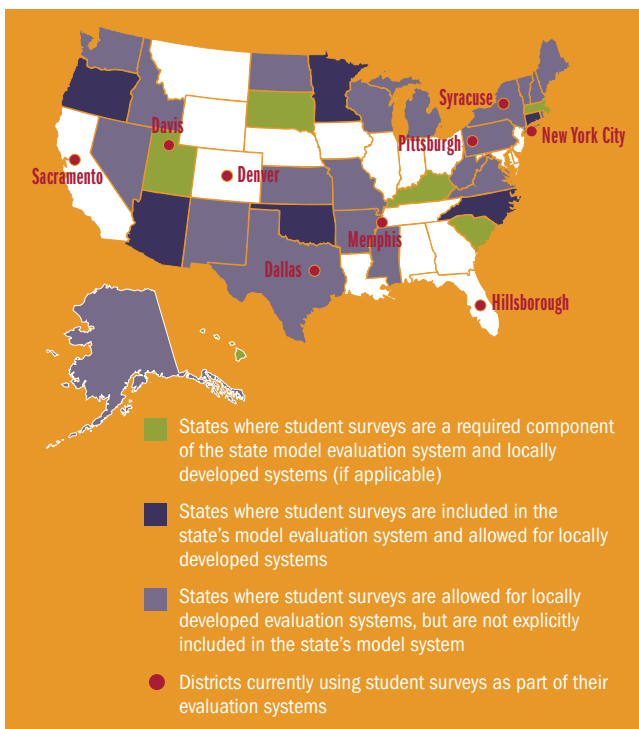 Syracuse
Davis
Pittsburgh
New York City
Sacramento
Denver
Memphis
Dallas
Hillsborough
States where student surveys are a required component
of the state model evaluation system and locally
developed systems (if applicable)
States where student surveys are included in the
state’s model evaluation system and allowed for locally
developed systems
States where student surveys are allowed for locally
developed evaluation systems, but are not explicitly
included in the state’s model system
Districts currently using student surveys as part of their
evaluation systems